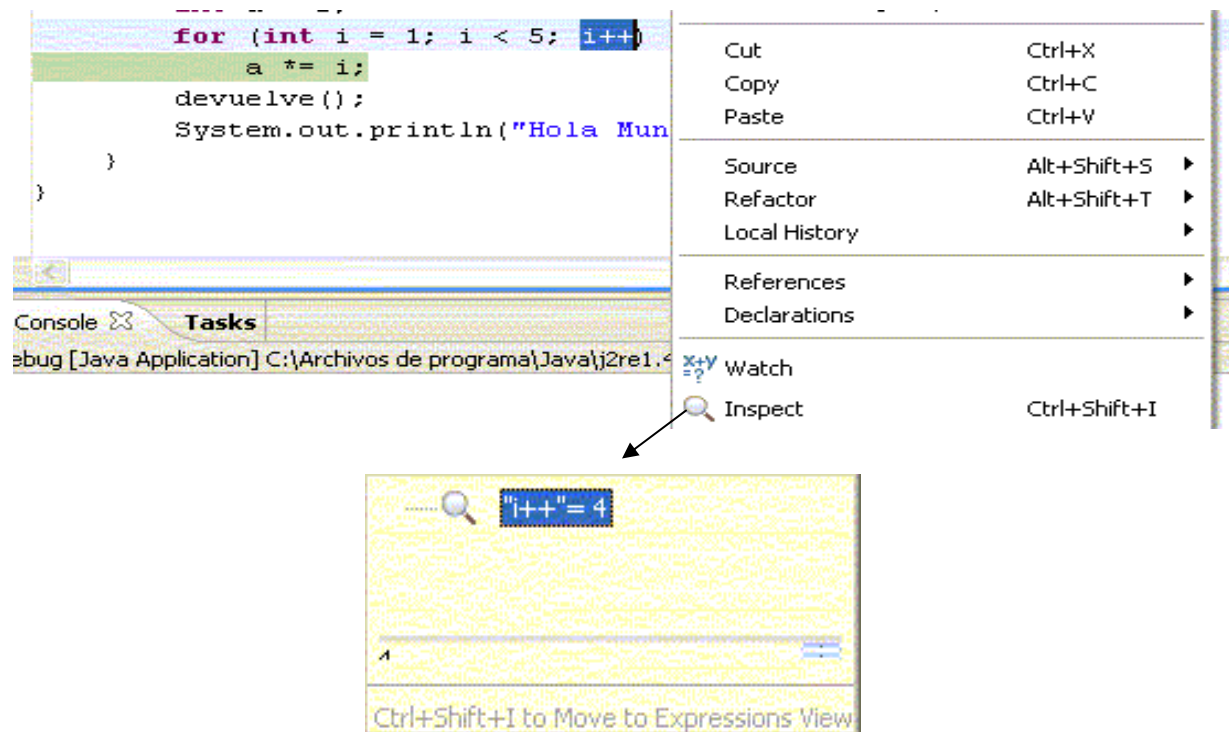 for (int i = 1; i < 5; i++)
a *= i;
devuelve();
System.out.println("Hola Mun
}
}
Console Tasks
ebug [Java Application] C:\Archivos de programa\Java\j2re1.4
Cut Ctrl+X
Copy Ctrl+C
Paste Ctrl+V
Source Alt+Shift+S
Refactor Alt+Shift+T
Local History
References
Declarations
x+y=? Watch
Inspect Ctrl+Shift+I
"i++"= 4
4
Ctrl+Shift+I to Move to Expressions View